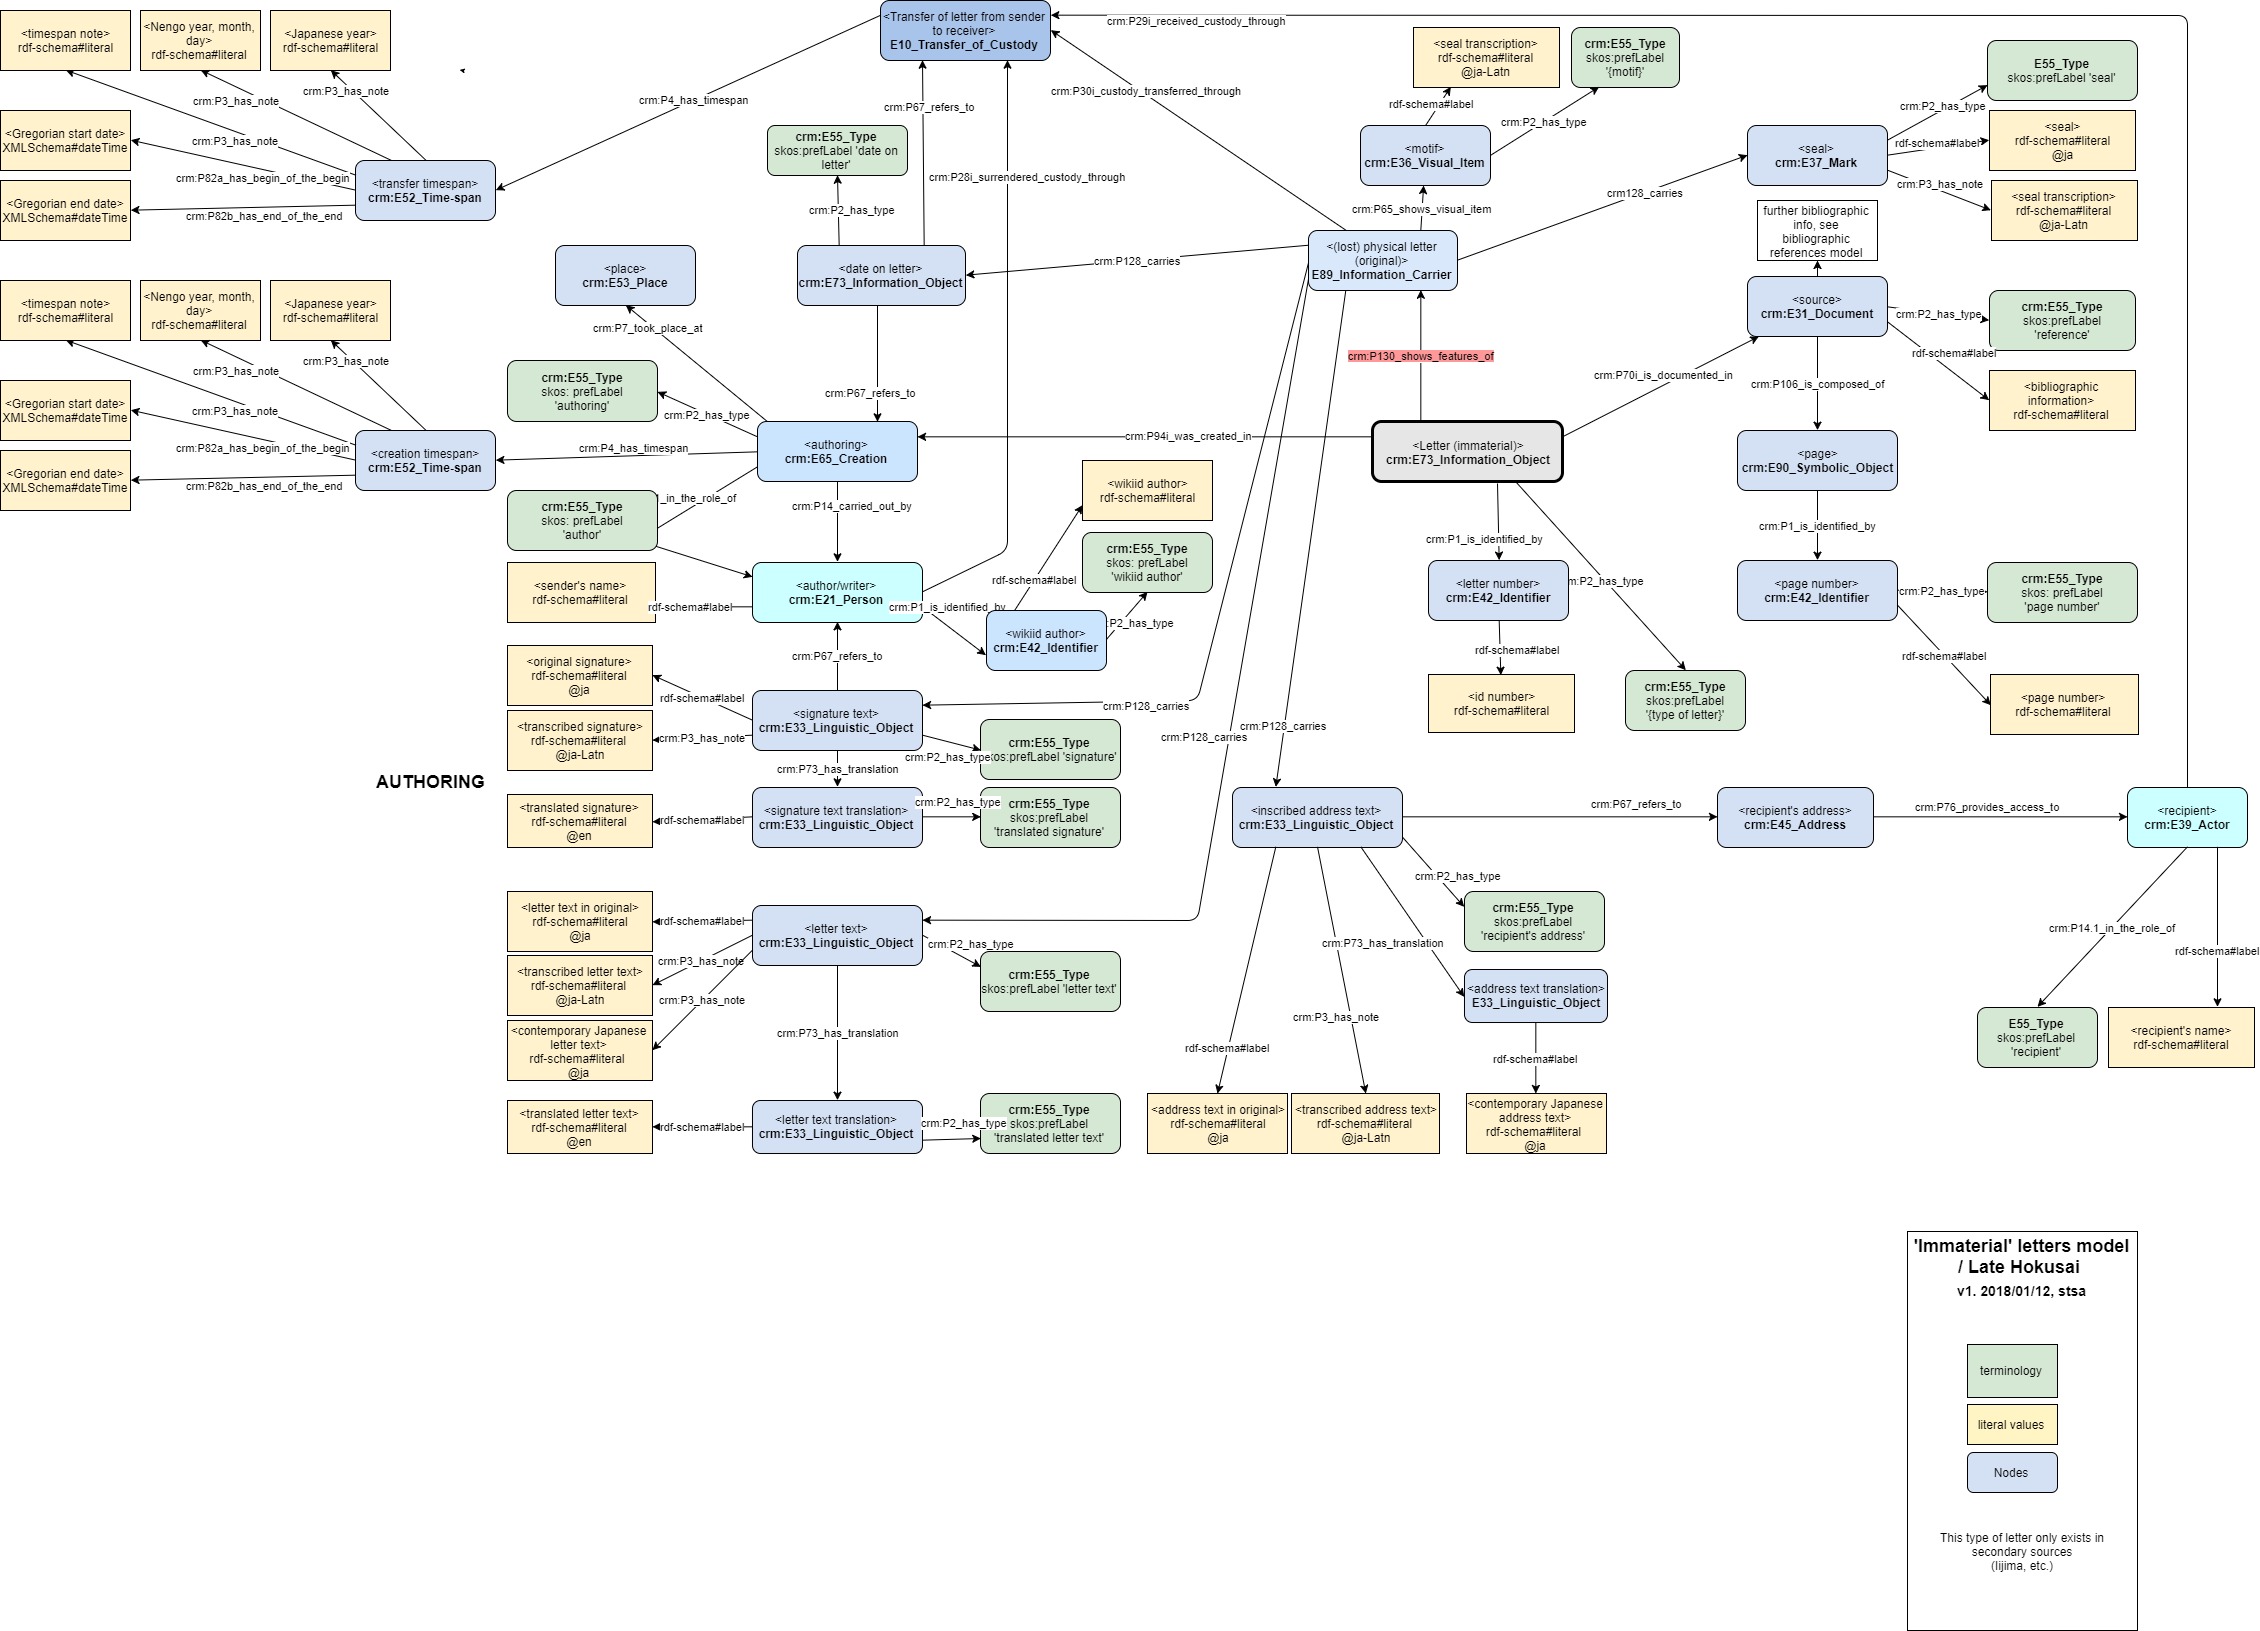 <timespan note>
rdf-schema#literal
<Nengo year, month,
day>
rdf-schema#literal
<Japanese year>
rdf-schema#literal
crm:P3_has_note
crm:P3_has_note
<Gregorian start date>
XMLSchema#dateTime
crm:P3_has_note
crm:P82a_has_begin_of_the_begin
<Gregorian end date>
XMLSchema#dateTime
crm:P82b_has_end_of_the_end
<transfer timespan>
crm:E52_Time-span
crm:P4_has_timespan
<Transfer of letter from sender
to receiver>
E10_Transfer_of_Custody
crm:P29i_received_custody_through
crm:P30i_custody_transferred_through
crm:P67_refers_to
crm:P28i_surrendered_custody_through
crm:E55_Type
skos:prefLabel 'date on
letter'
crm:P2_has_type
<date on letter>
crm:E73_Information_Object
crm:P128_carries
<seal transcription>
rdf-schema#literal
@ja-Latn
crm:E55_Type
skos:prefLabel
'{motif}'
rdf-schema#label
crm:P2_has_type
<motif>
crm:E36_Visual_Item
crm:P65_shows_visual_item
<(lost) physical letter
(original)>
E89_Information_Carrier
crm128_carries
<seal>
crm:E37_Mark
crm:P2_has_type
E55_Type
skos:prefLabel 'seal'
rdf-schema#label
<seal>
rdf-schema#literal
@ja
crm:P3_has_note
<seal transcription>
rdf-schema#literal
@ja-Latn
further bibliographic
info, see
bibliographic
references model
<source>
crm:E31_Document
crm:P2_has_type
crm:E55_Type
skos:prefLabel
'reference'
rdf-schema#label
<bibliographic
information>
rdf-schema#literal
crm:P106_is_composed_of
<page>
crm:E90_Symbolic_Object
crm:P1_is_identified_by
<page number>
crm:E42_Identifier
crm:P2_has_type
crm:E55_Type
skos: prefLabel
'page number'
rdf-schema#label
<page number>
rdf-schema#literal
<timespan note>
rdf-schema#literal
<Nengo year, month,
day>
rdf-schema#literal
<Japanese year>
rdf-schema#literal
crm:P3_has_note
crm:P3_has_note
<Gregorian start date>
XMLSchema#dateTime
crm:P3_has_note
crm:P82a_has_begin_of_the_begin
<Gregorian end date>
XMLSchema#dateTime
crm:P82b_has_end_of_the_end
<creation timespan>
crm:E52_Time-span
crm:P4_has_timespan
<place>
crm:E53_Place
crm:P7_took_place_at
crm:E55_Type
skos: prefLabel
'authoring'
crm:P2_has_type
crm:P67_refers_to
<authoring>
crm:E65_Creation
crm:P94i_was_created_in
crm:P130_shows_features_of
crm:P70i_is_documented_in
<Letter (immaterial)>
crm:E73_Information_Object
crm:P1_is_identified_by
<letter number>
crm:E42_Identifier
rdf-schema#label
<id number>
rdf-schema#literal
m:P2_has_type
crm:E55_Type
skos:prefLabel
'{type of letter}'
crm:E55_Type
skos: prefLabel
'author'
_in_the_role_of
crm:P14_carried_out_by
<author/writer>
crm:E21_Person
<sender's name>
rdf-schema#literal
rdf-schema#label
crm:P1_is_identified_by
<wikiid author>
rdf-schema#literal
crm:E55_Type
skos: prefLabel
'wikiid author'
rdf-schema#label
<wikiid author>
crm:E42_Identifier
:P2_has_type
crm:P67_refers_to
<original signature>
rdf-schema#literal
@ja
rdf-schema#label
<signature text>
crm:E33_Linguistic_Object
<transcribed signature>
rdf-schema#literal
@ja-Latn
crm:P3_has_note
crm:P2_has_type
crm:E55_Type
kos:prefLabel 'signature'
crm:P128_carries
crm:P73_has_translation
AUTHORING
<translated signature>
rdf-schema#literal
@en
rdf-schema#label
<signature text translation>
crm:E33_Linguistic_Object
crm:P2_has_type
crm:E55_Type
skos:prefLabel
'translated signature'
crm:P128_carries
crm:P128_carries
<inscribed address text>
crm:E33_Linguistic_Object
crm:P67_refers_to
<recipient's address>
crm:E45_Address
crm:P76_provides_access_to
<recipient>
crm:E39_Actor
<letter text in original>
rdf-schema#literal
@ja
rdf-schema#label
<letter text>
crm:E33_Linguistic_Object
crm:P2_has_type
crm:E55_Type
skos:prefLabel 'letter text'
<transcribed letter text>
rdf-schema#literal
@ja-Latn
crm:P3_has_note
<contemporary Japanese
letter text>
rdf-schema#literal
@ja
crm:P3_has_note
crm:P73_has_translation
<translated letter text>
rdf-schema#literal
@en
rdf-schema#label
<letter text translation>
crm:E33_Linguistic_Object
crm:P2_has_type
crm:E55_Type
skos:prefLabel
'translated letter text'
crm:P2_has_type
crm:E55_Type
skos:prefLabel
'recipient's address'
crm:P73_has_translation
<address text translation>
E33_Linguistic_Object
crm:P3_has_note
rdf-schema#label
rdf-schema#label
<address text in original>
rdf-schema#literal
@ja
<transcribed address text>
rdf-schema#literal
@ja-Latn
<contemporary Japanese
address text>
rdf-schema#literal
@ja
crm:P14.1_in_the_role_of
rdf-schema#label
E55_Type
skos:prefLabel
'recipient'
<recipient's name>
rdf-schema#literal
'Immaterial' letters model
/ Late Hokusai
v1. 2018/01/12, stsa
terminology
literal values
Nodes
This type of letter only exists in
secondary sources
(Iijima, etc.)